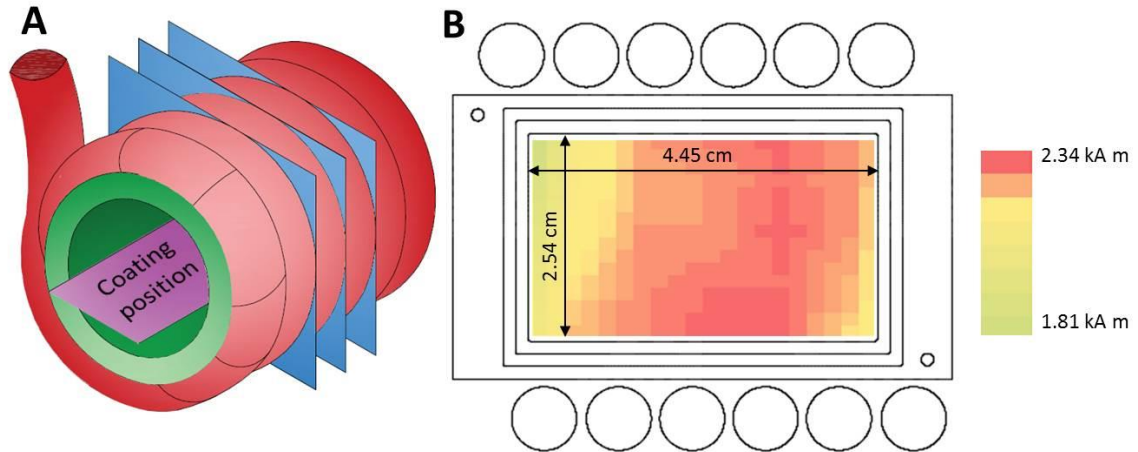 A
Coating
position
B
4.45 cm
2.54 cm
2.34 kA m
1.81 kA m